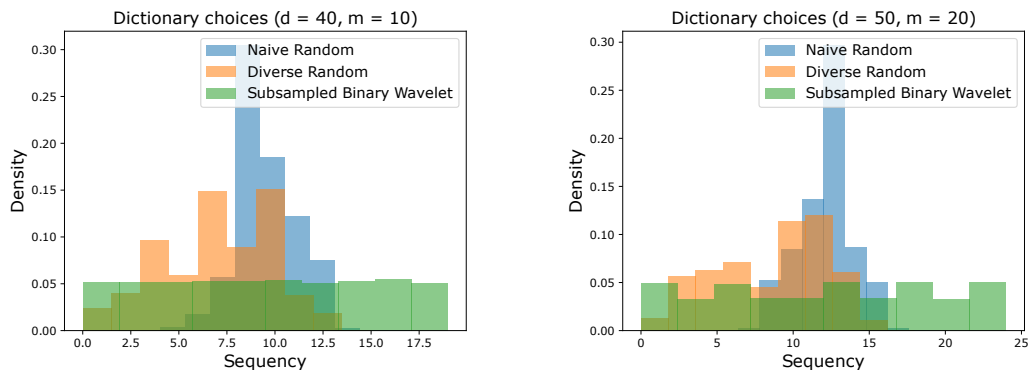 Dictionary choices (d = 40, m = 10)
0.30
0.25
0.20
0.15
0.10
0.05
0.00
Density
Naive Random
Diverse Random
Subsampled Binary Wavelet
0.0 2.5 5.0 7.5 10.0 12.5 15.0 17.5
Sequency
Dictionary choices (d = 50, m = 20)
0.30
0.25
0.20
0.15
0.10
0.05
0.00
Density
Naive Random
Diverse Random
Subsampled Binary Wavelet
0 5 10 15 20 25
Sequency